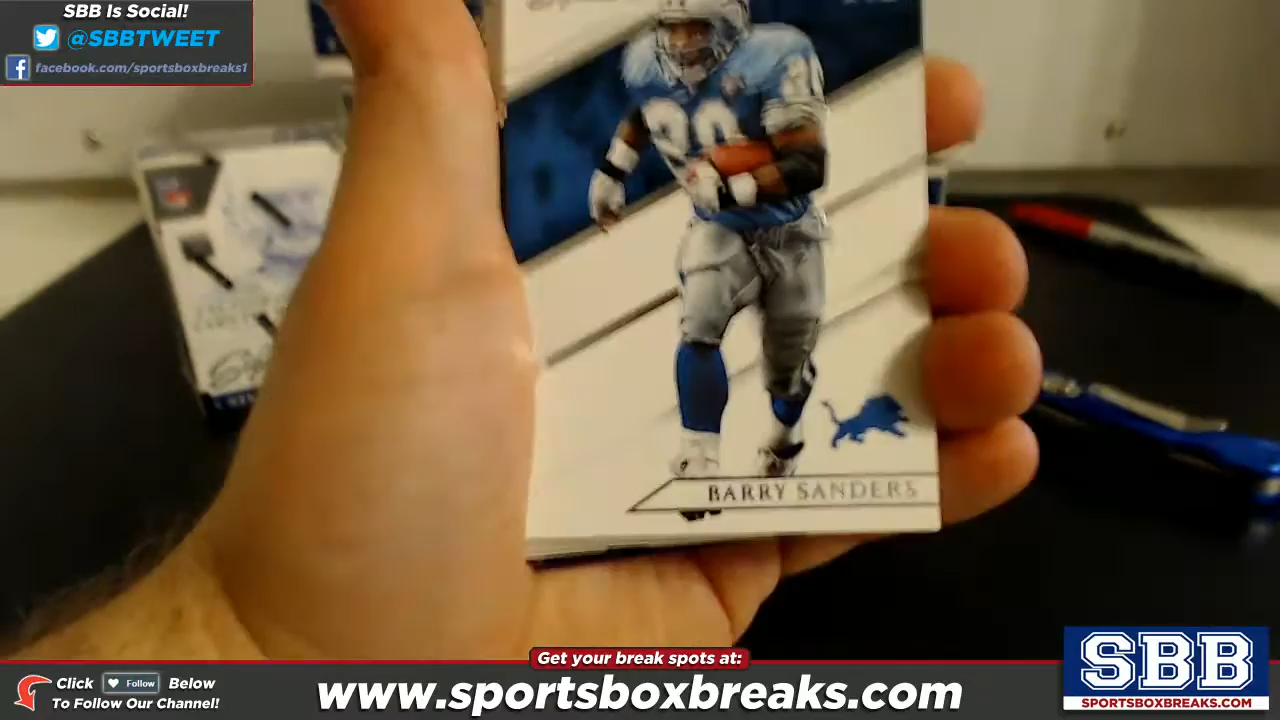 SBB Is Social!
@SBBTWEET
facebook.com/sportsboxbreaks1
20
BARRY SANDERS
Get your break spots at:
Click Follow Below
To Follow Our Channel!
www.sportsboxbreaks.com
SBB
SPORTSBOXBREAKS.COM